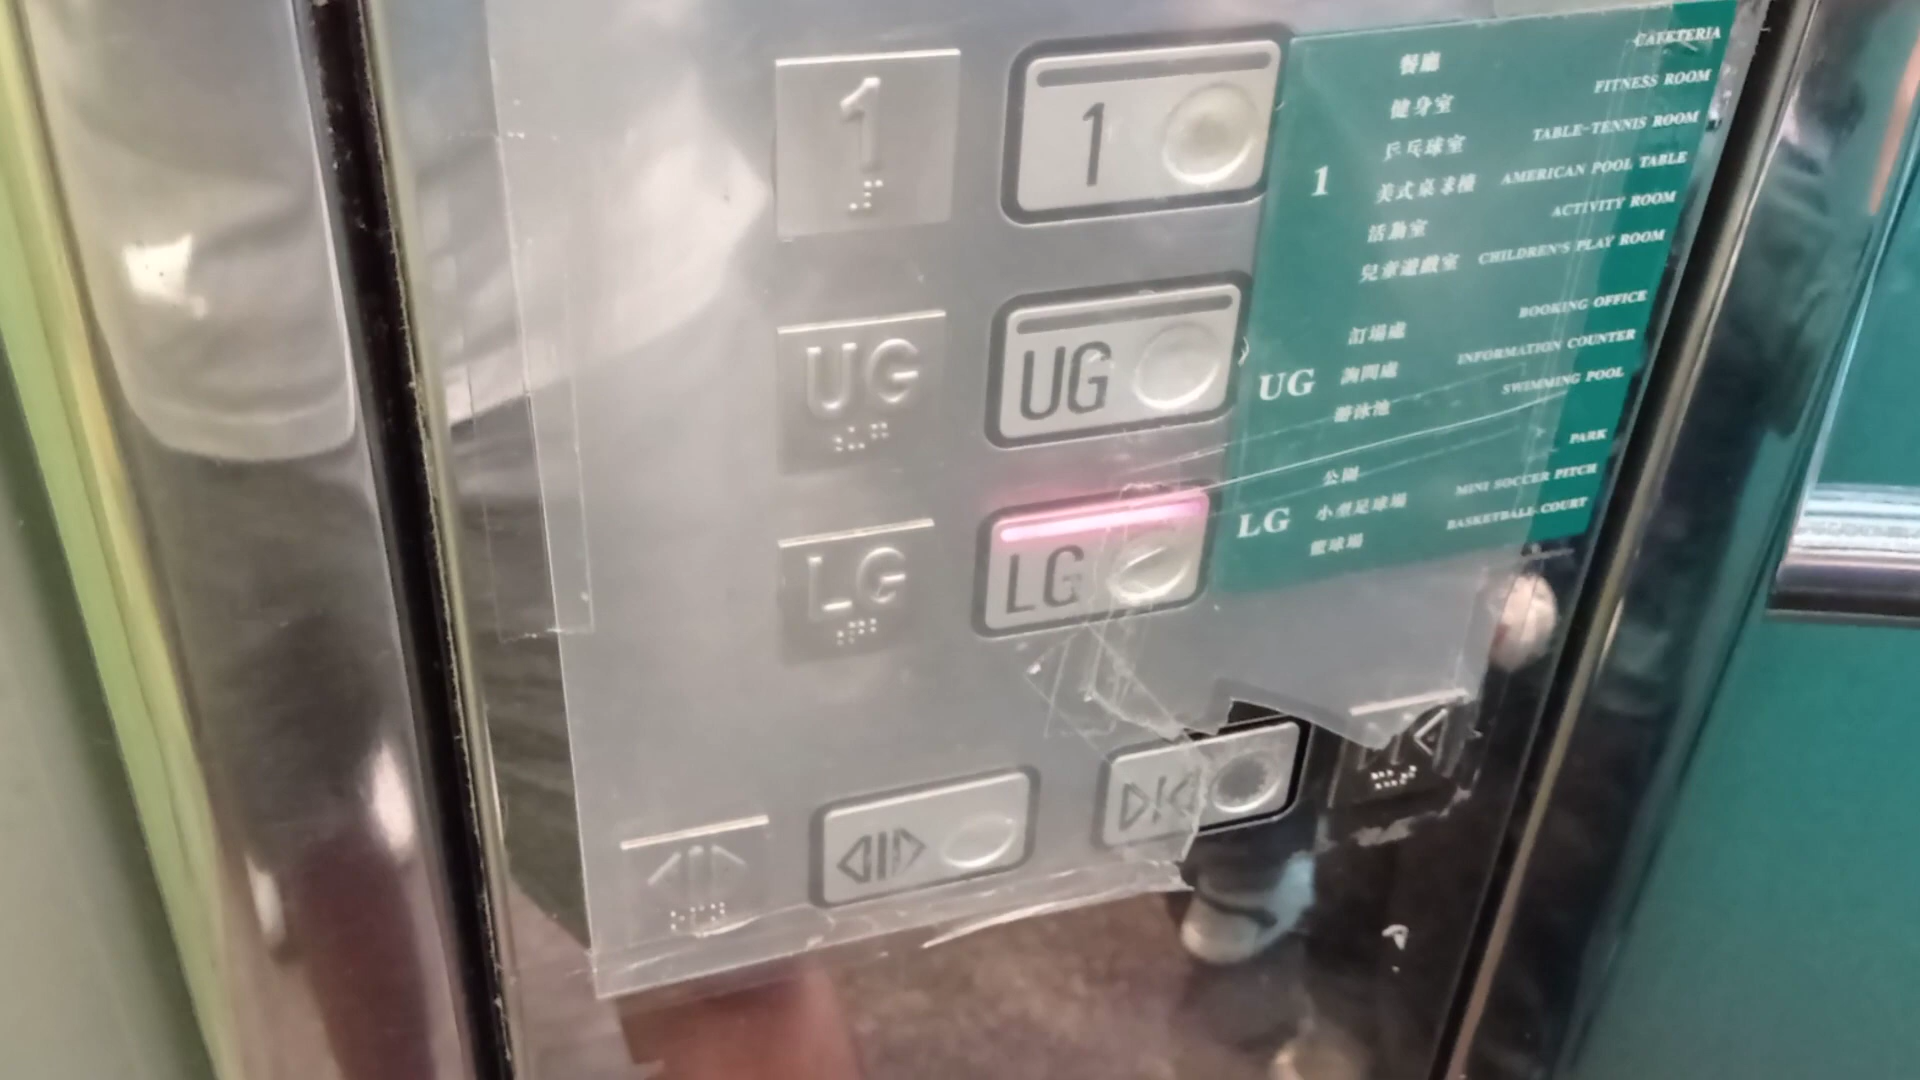 1
1
1
餐廳 CAFETERIA
健身室 FITNESS ROOM
乒乓球室 TABLE-TENNIS ROOM
美式桌球檯 AMERICAN POOL TABLE
活動室 ACTIVITY ROOM
兒童遊戲室 CHILDREN'S PLAY ROOM
UG
UG
UG
訂場處 BOOKING OFFICE
詢問處 INFORMATION COUNTER
游泳池 SWIMMING POOL
LG
LG
LG
公園 PARK
小型足球場 MINI SOCCER PITCH
籃球場 BASKETBALL COURT